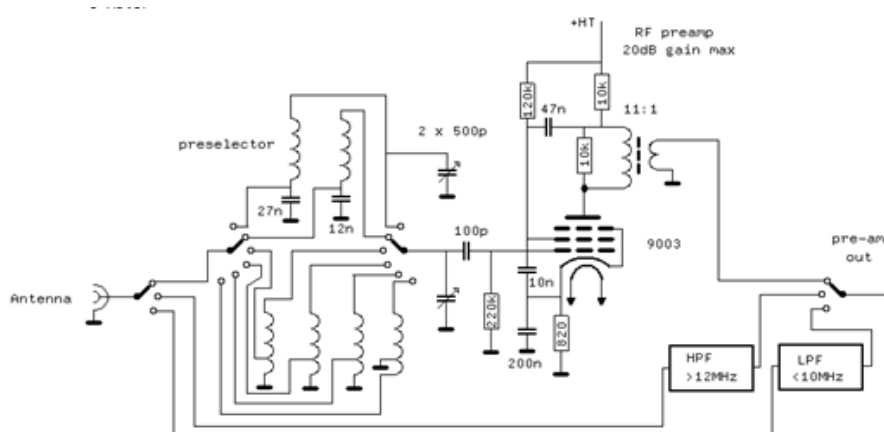 +HT
RF preamp
20dB gain max
120k
47n
10k
11:1
2 x 500p
preselector
10k
27n
12n
100p
9003
pre-am
out
10n
Antenna
220k
820
200n
HPF
>12MHz
LPF
<10MHz